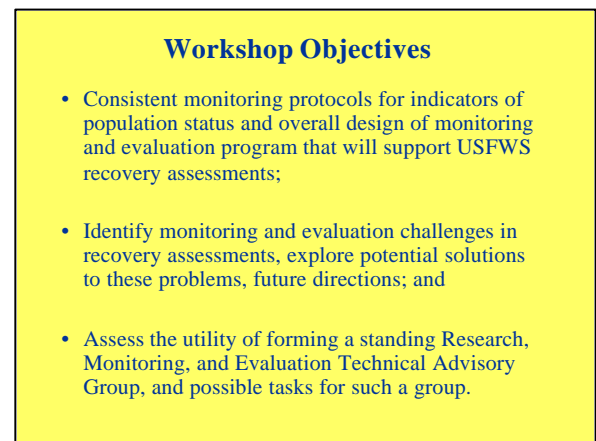 Workshop Objectives
• Consistent monitoring protocols for indicators of
population status and overall design of monitoring
and evaluation program that will support USFWS
recovery assessments;
• Identify monitoring and evaluation challenges in
recovery assessments, explore potential solutions
to these problems, future directions; and
• Assess the utility of forming a standing Research,
Monitoring, and Evaluation Technical Advisory
Group, and possible tasks for such a group.